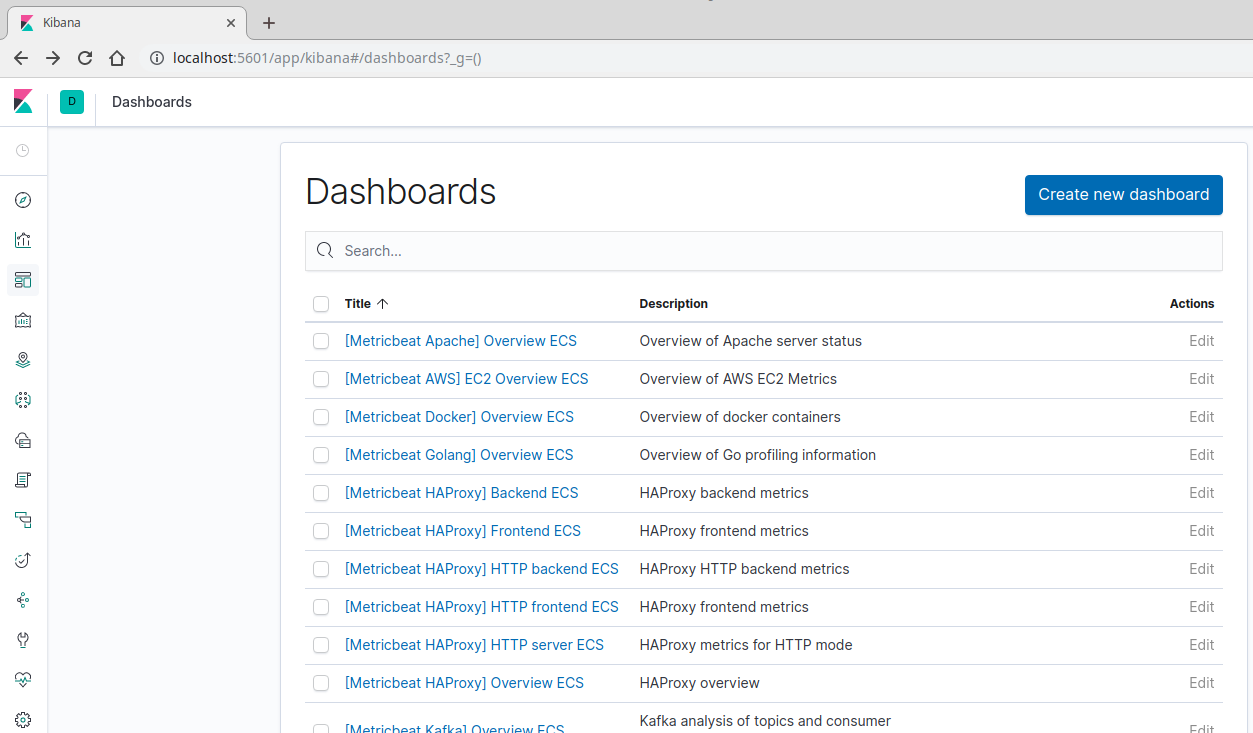 Kibana
localhost:5601/app/kibana#/dashboards?_g=()
D Dashboards
Dashboards
Create new dashboard
Search...
Title Description Actions
[Metricbeat Apache] Overview ECS Overview of Apache server status Edit
[Metricbeat AWS] EC2 Overview ECS Overview of AWS EC2 Metrics Edit
[Metricbeat Docker] Overview ECS Overview of docker containers Edit
[Metricbeat Golang] Overview ECS Overview of Go profiling information Edit
[Metricbeat HAProxy] Backend ECS HAProxy backend metrics Edit
[Metricbeat HAProxy] Frontend ECS HAProxy frontend metrics Edit
[Metricbeat HAProxy] HTTP backend ECS HAProxy HTTP backend metrics Edit
[Metricbeat HAProxy] HTTP frontend ECS HAProxy frontend metrics Edit
[Metricbeat HAProxy] HTTP server ECS HAProxy metrics for HTTP mode Edit
[Metricbeat HAProxy] Overview ECS HAProxy overview Edit
Kafka analysis of topics and consumer
[Metricbeat Kafka] Overview ECS Edit